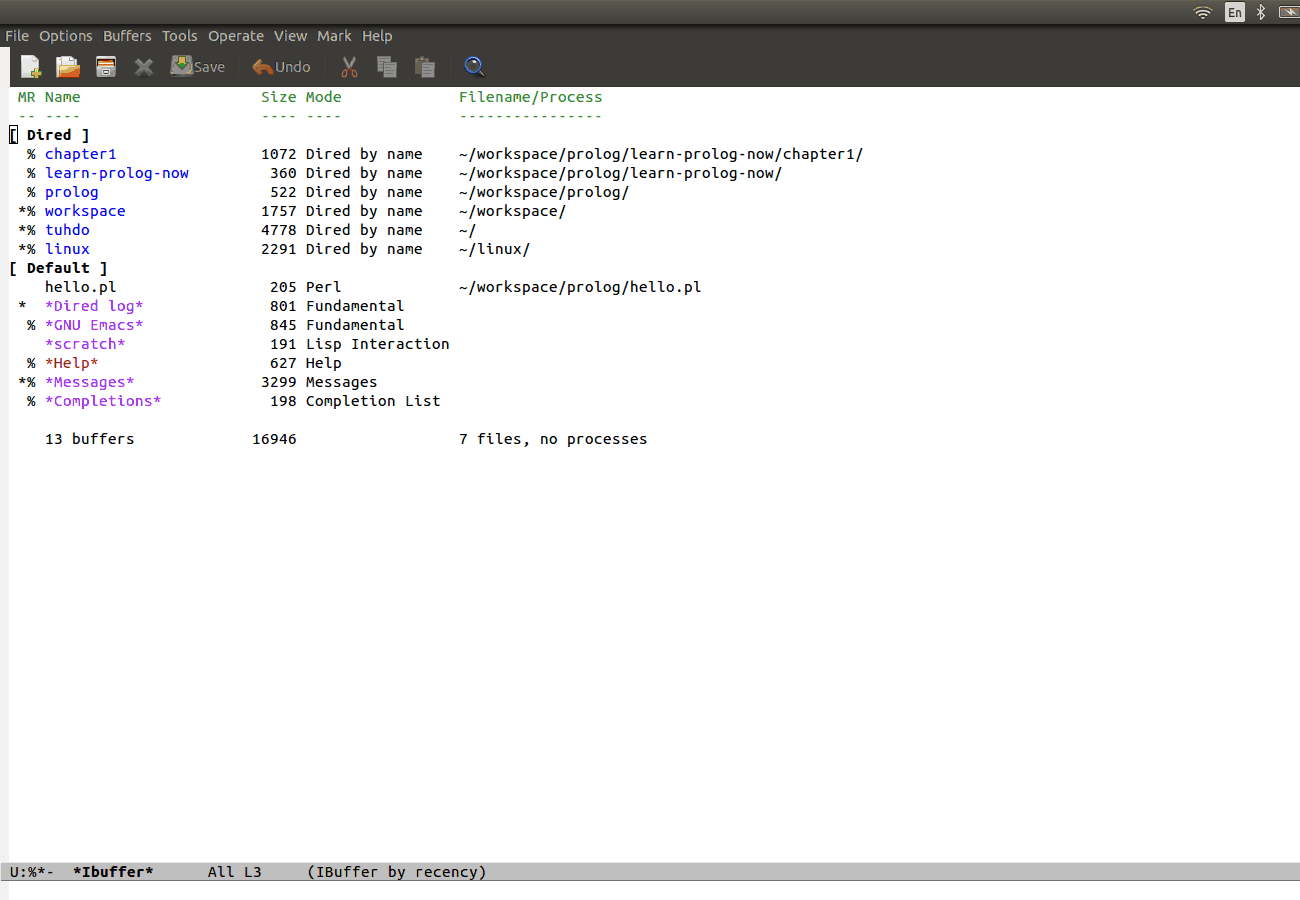 En
File Options Buffers Tools Operate View Mark Help
Save Undo
MR Name Size Mode Filename/Process
-- ---- ---- ---- ----------------
[ Dired ]
% chapter1 1072 Dired by name ~/workspace/prolog/learn-prolog-now/chapter1/
% learn-prolog-now 360 Dired by name ~/workspace/prolog/learn-prolog-now/
% prolog 522 Dired by name ~/workspace/prolog/
*% workspace 1757 Dired by name ~/workspace/
*% tuhdo 4778 Dired by name ~/
*% linux 2291 Dired by name ~/linux/
[ Default ]
hello.pl 205 Perl ~/workspace/prolog/hello.pl
* *Dired log* 801 Fundamental
% *GNU Emacs* 845 Fundamental
*scratch* 191 Lisp Interaction
% *Help* 627 Help
*% *Messages* 3299 Messages
% *Completions* 198 Completion List
13 buffers 16946 7 files, no processes
U:%*- *Ibuffer* All L3 (IBuffer by recency)